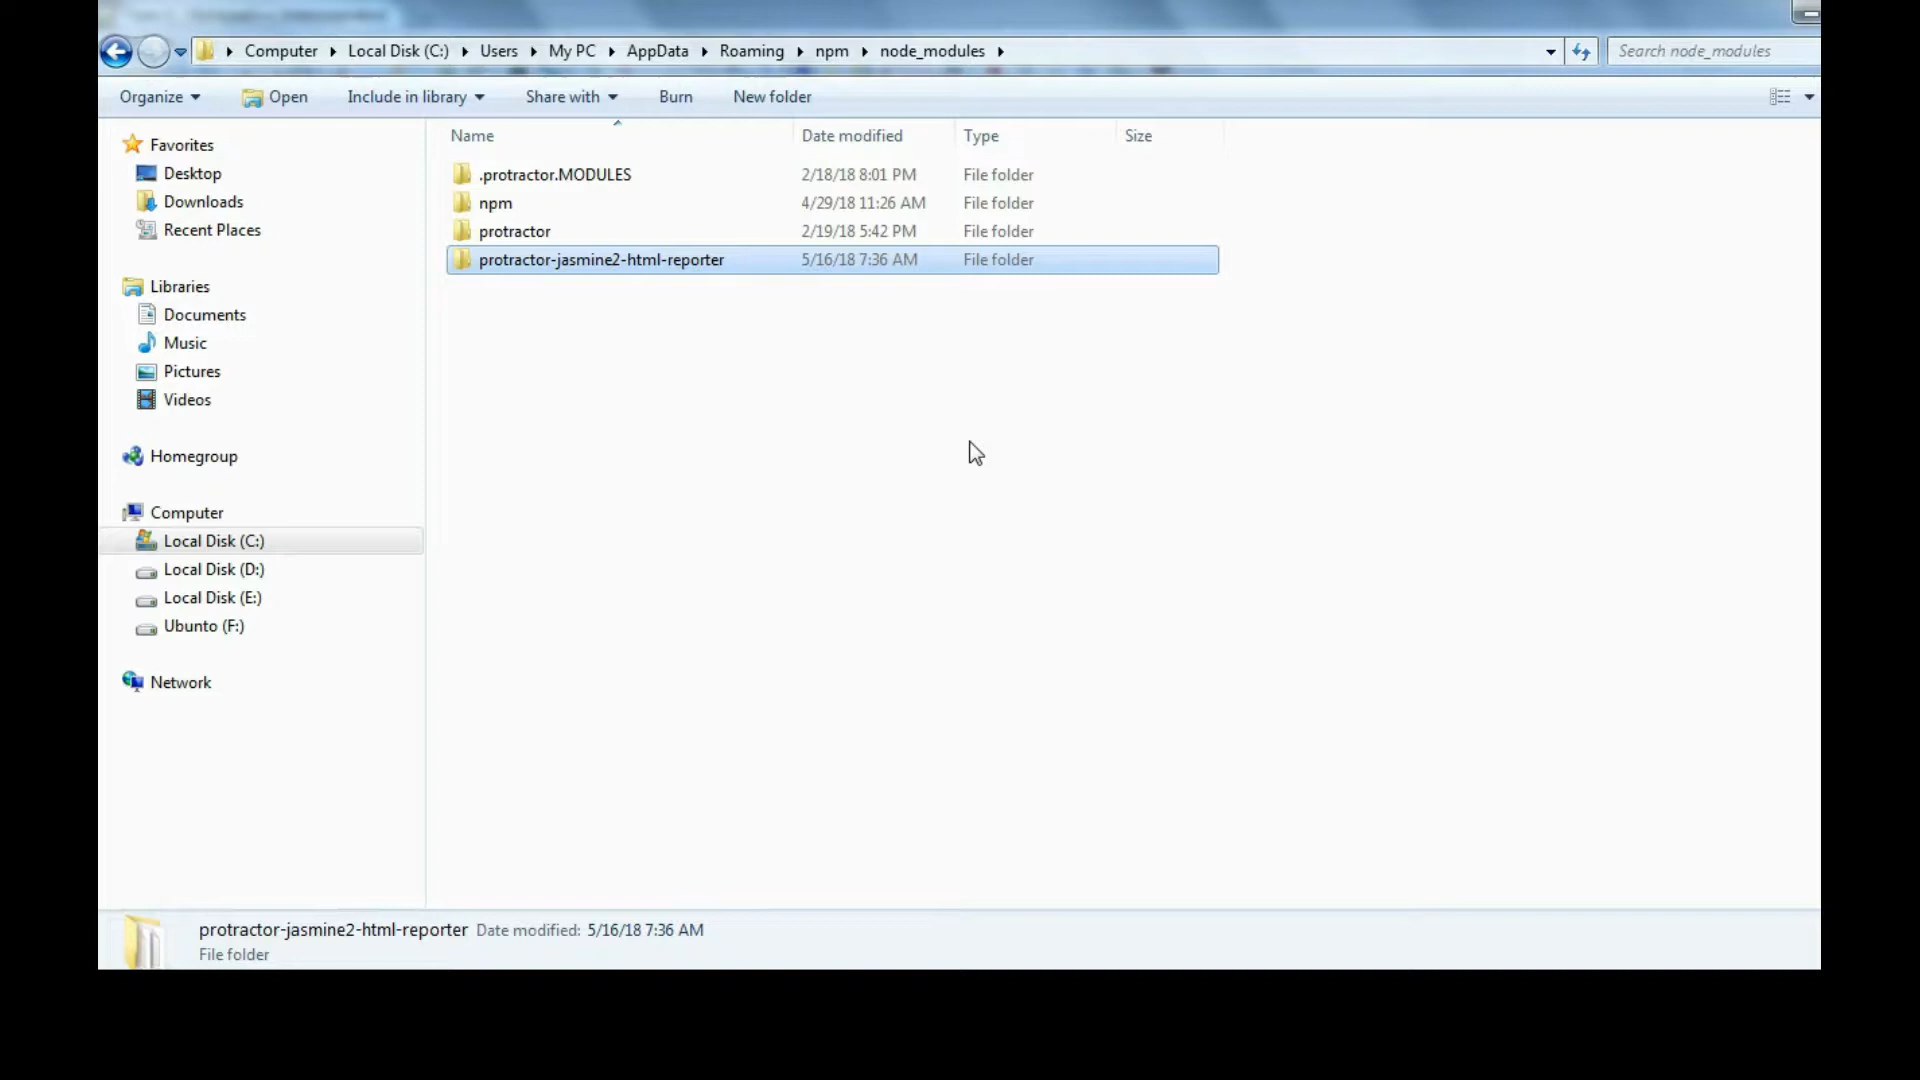 Computer Local Disk (C:) Users My PC AppData Roaming npm node_modules Search node_modules
Organize Open Include in library Share with Burn New folder
Name Date modified Type Size
.protractor.MODULES 2/18/18 8:01 PM File folder
npm 4/29/18 11:26 AM File folder
protractor 2/19/18 5:42 PM File folder
protractor-jasmine2-html-reporter 5/16/18 7:36 AM File folder
Favorites
Desktop
Downloads
Recent Places
Libraries
Documents
Music
Pictures
Videos
Homegroup
Computer
Local Disk (C:)
Local Disk (D:)
Local Disk (E:)
Ubunto (F:)
Network
protractor-jasmine2-html-reporter Date modified: 5/16/18 7:36 AM
File folder